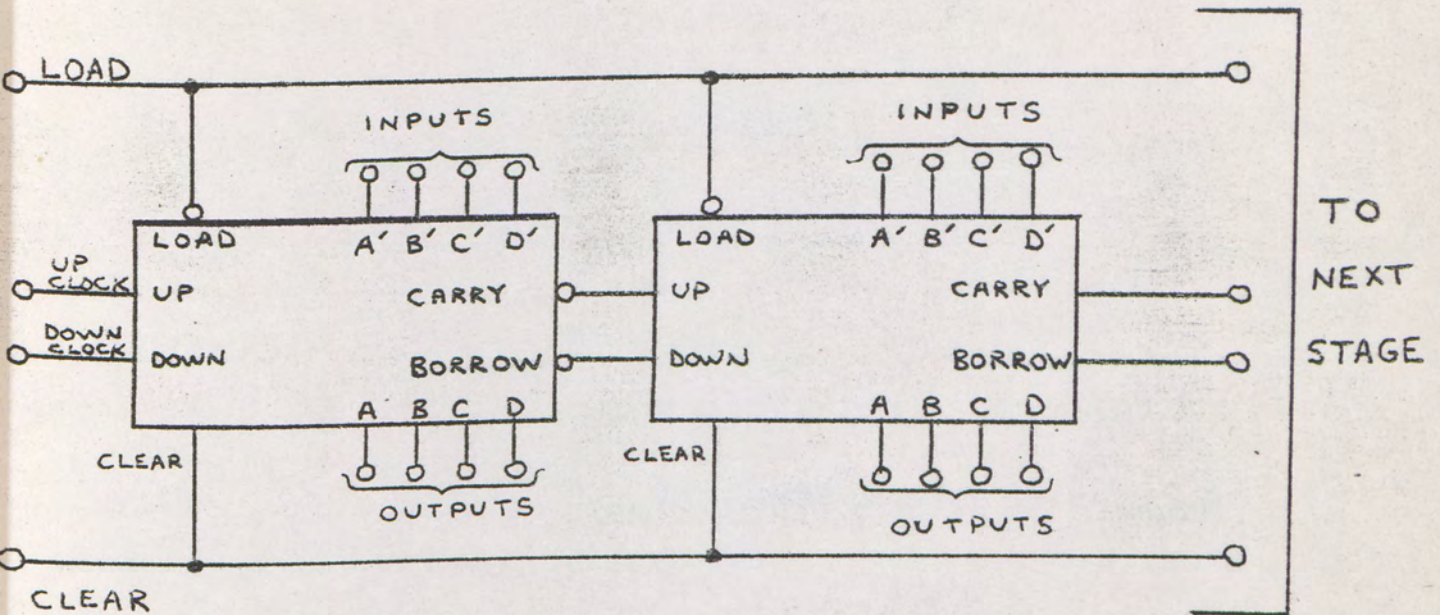 LOAD
INPUTS
INPUTS
LOAD A′ B′ C′ D′
LOAD A′ B′ C′ D′
UP CLOCK
UP CARRY
UP CARRY
DOWN CLOCK
DOWN BORROW
DOWN BORROW
A B C D
A B C D
CLEAR
CLEAR
OUTPUTS
OUTPUTS
CLEAR
TO
NEXT
STAGE